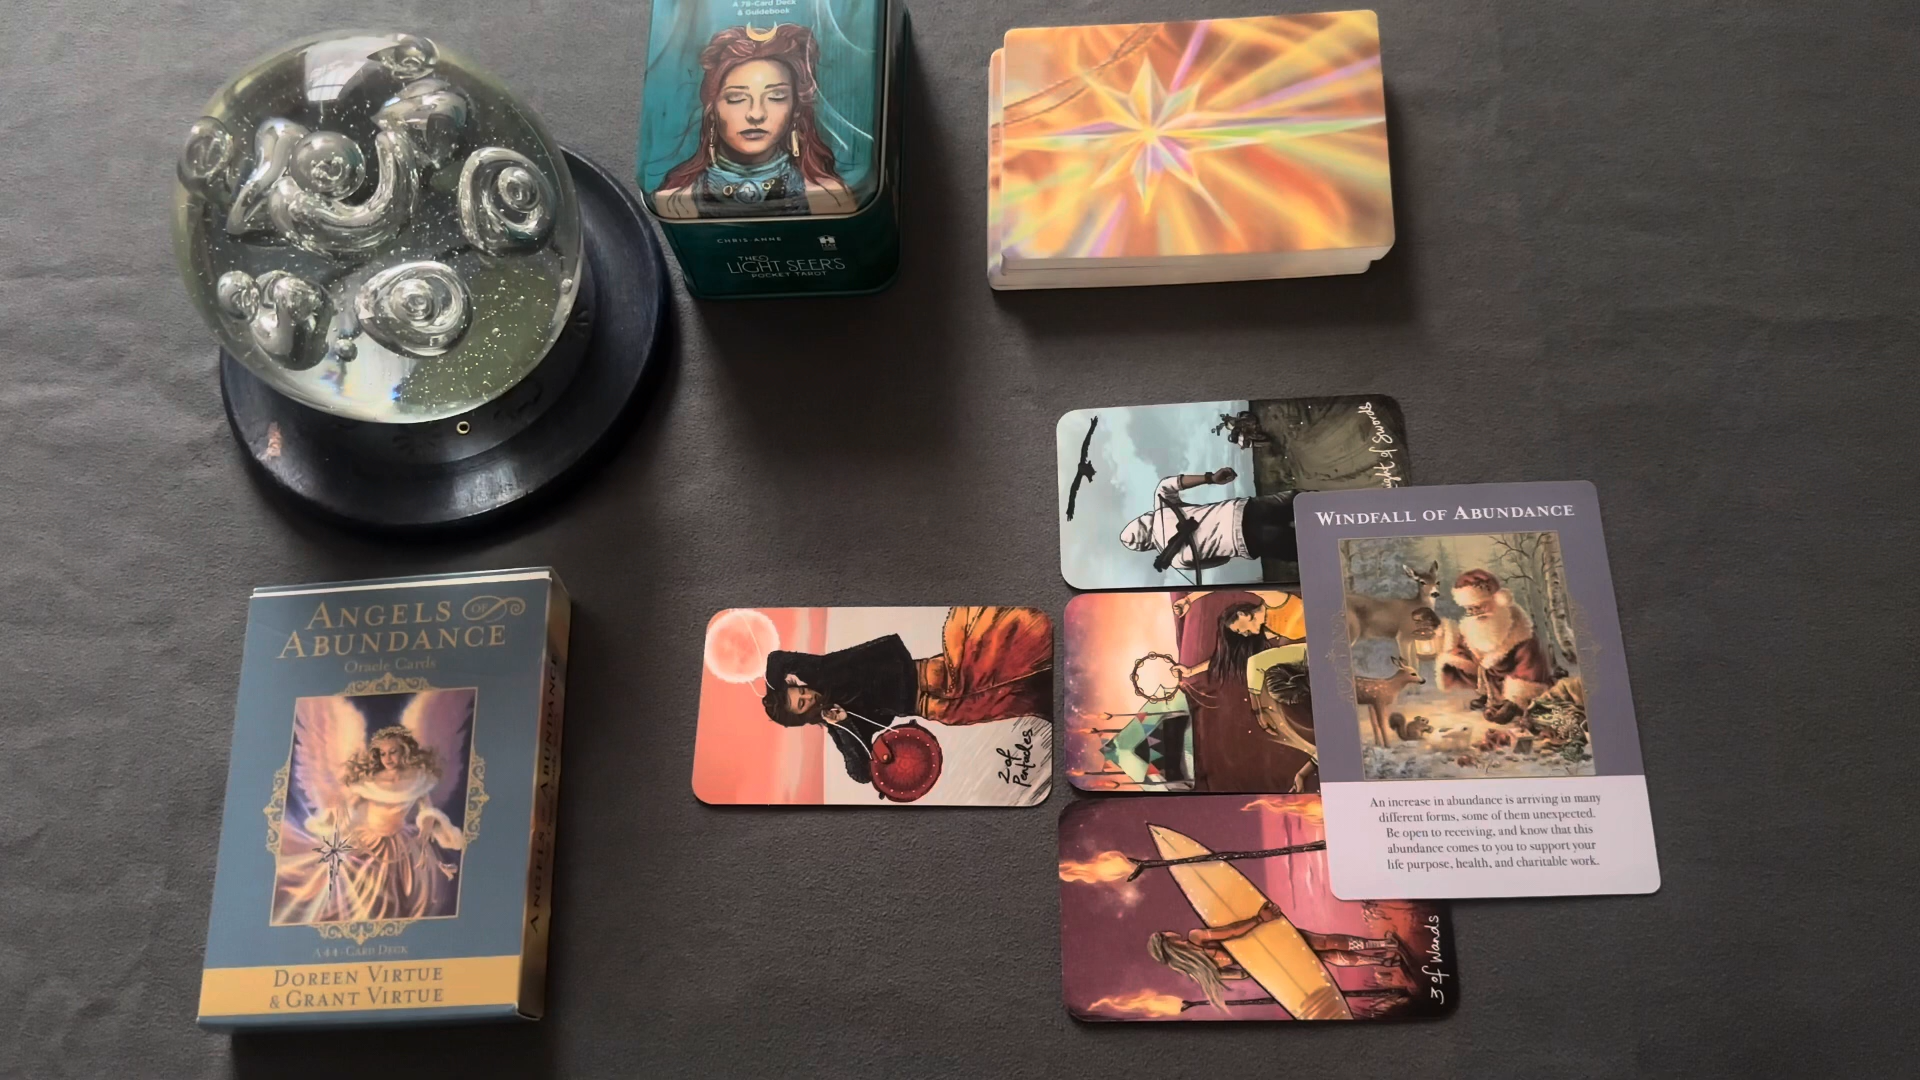 A 78-Card Deck
& Guidebook
CHRIS-ANNE
THE
LIGHT SEER'S
POCKET TAROT
Knight of Swords
WINDFALL OF ABUNDANCE
ANGELS OF
ABUNDANCE
Oracle Cards
A 44-CARD DECK
DOREEN VIRTUE
& GRANT VIRTUE
ANGELS OF ABUNDANCE
2 of
Pentacles
An increase in abundance is arriving in many
different forms, some of them unexpected.
Be open to receiving, and know that this
abundance comes to you to support your
life purpose, health, and charitable work.
3 of Wands